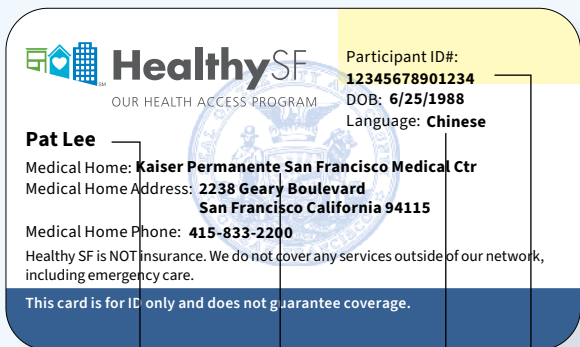 HealthySF
SM
OUR HEALTH ACCESS PROGRAM
Participant ID#:
12345678901234
DOB: 6/25/1988
Language: Chinese
Pat Lee
Medical Home: Kaiser Permanente San Francisco Medical Ctr
Medical Home Address: 2238 Geary Boulevard
San Francisco California 94115
Medical Home Phone: 415-833-2200
Healthy SF is NOT insurance. We do not cover any services outside of our network,
including emergency care.
This card is for ID only and does not guarantee coverage.